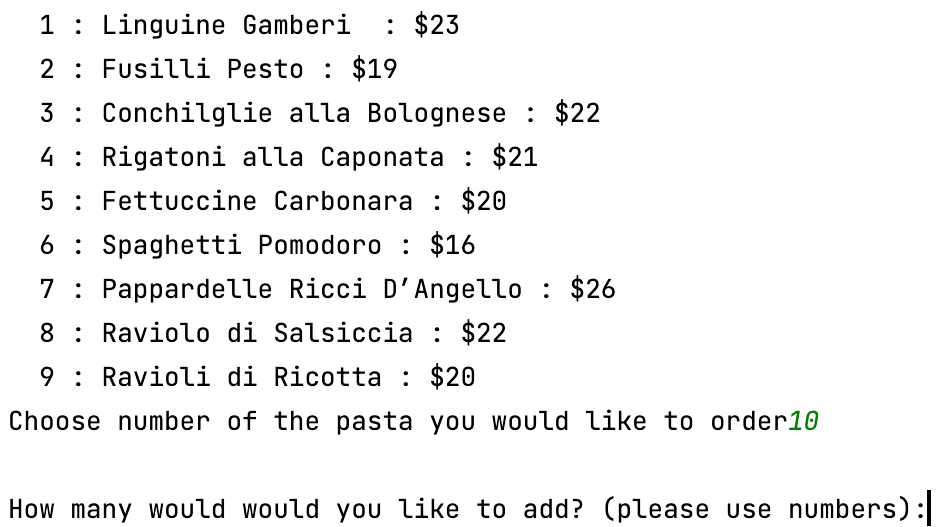 1 : Linguine Gamberi  : $23
2 : Fusilli Pesto : $19
3 : Conchilglie alla Bolognese : $22
4 : Rigatoni alla Caponata : $21
5 : Fettuccine Carbonara : $20
6 : Spaghetti Pomodoro : $16
7 : Pappardelle Ricci D’Angello : $26
8 : Raviolo di Salsiccia : $22
9 : Ravioli di Ricotta : $20
Choose number of the pasta you would like to order10
How many would would you like to add? (please use numbers):